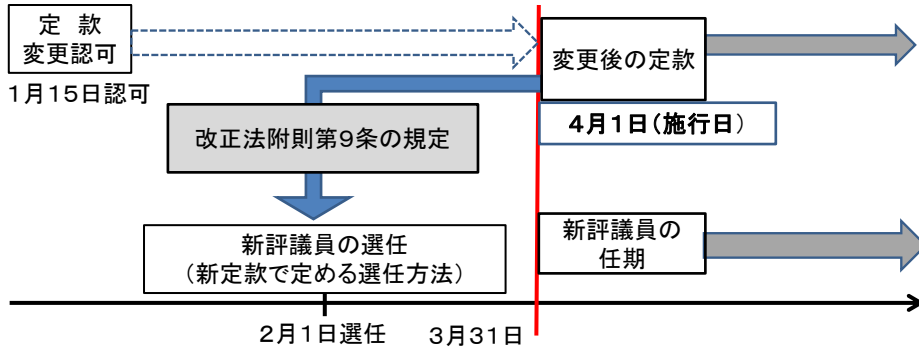 定　款
変更認可
1月15日認可
変更後の定款
4月1日(施行日)
改正法附則第9条の規定
新評議員の選任
(新定款で定める選任方法)
新評議員の
任期
2月1日選任
3月31日